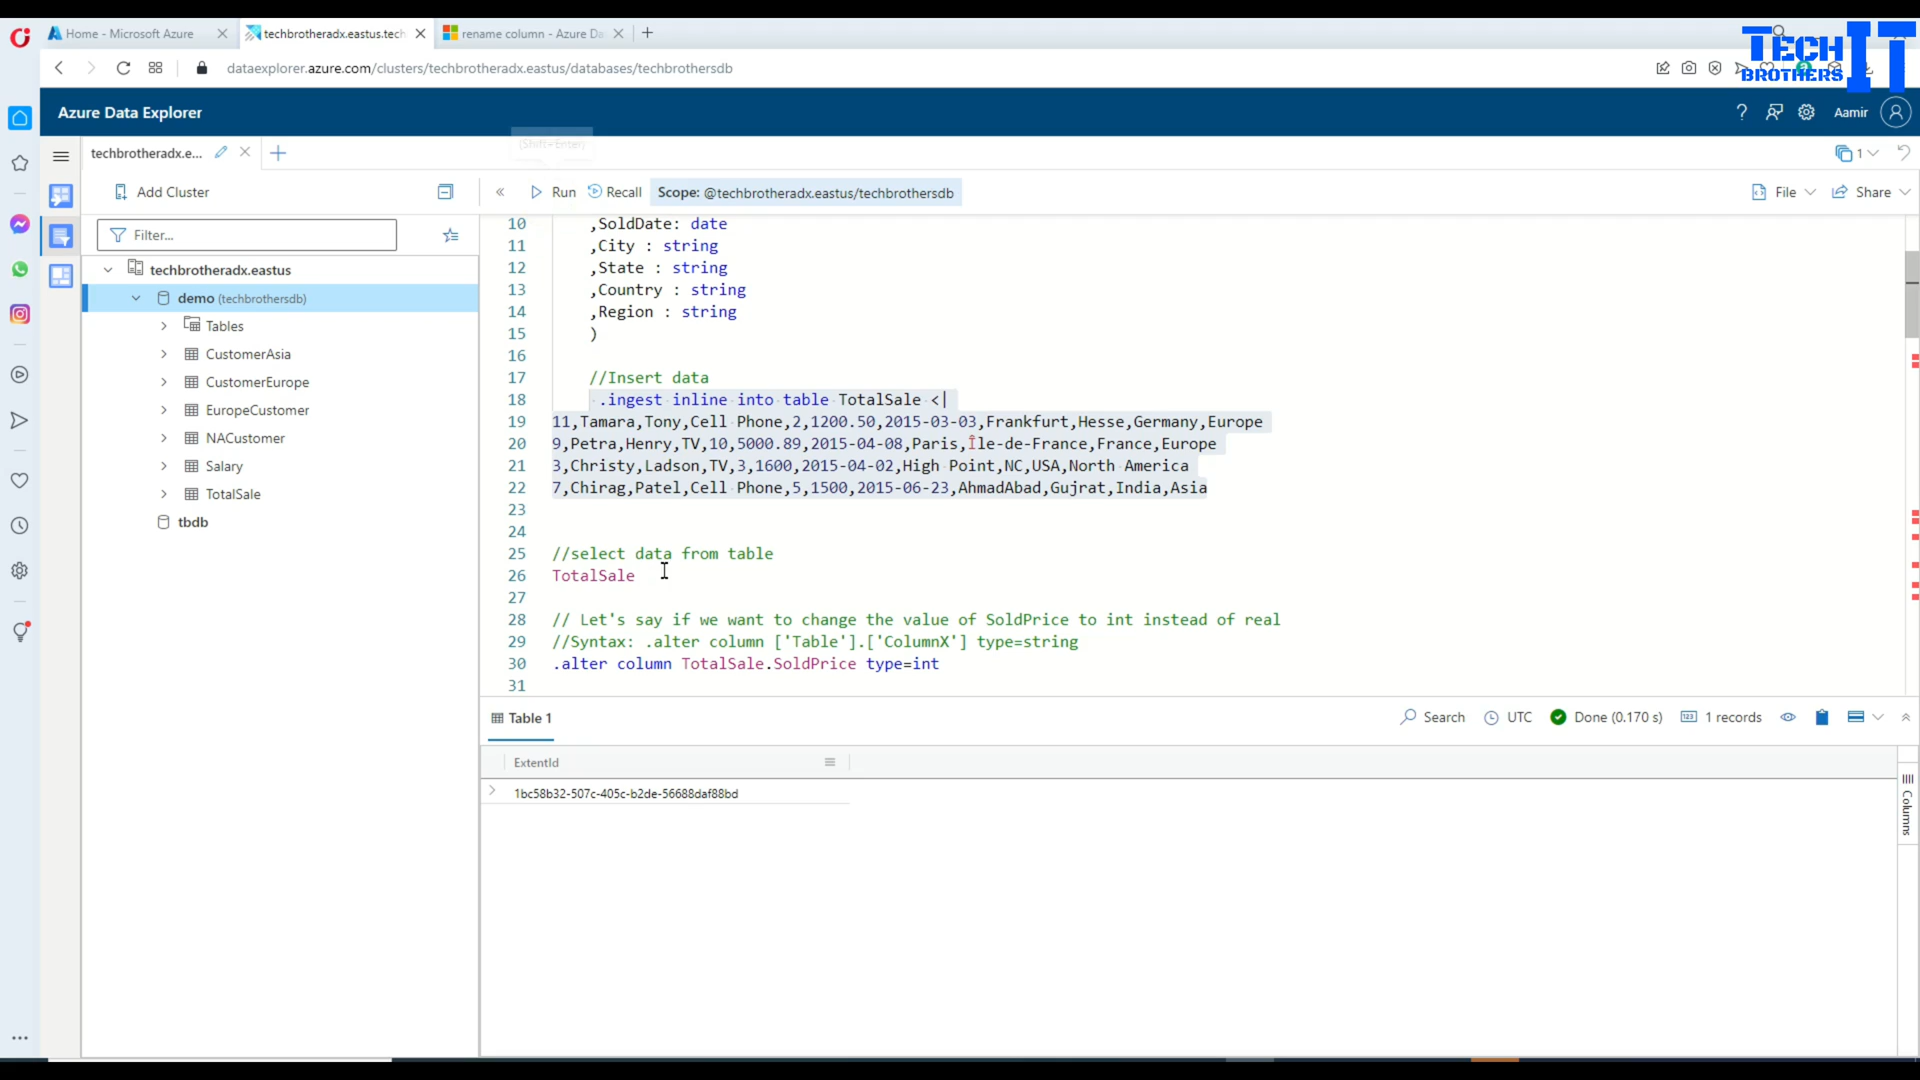 Home - Microsoft Azure
techbrotheradx.eastus.tech
rename column - Azure Da
TECH
BROTHERS
IT
dataexplorer.azure.com/clusters/techbrotheradx.eastus/databases/techbrothersdb
Azure Data Explorer
? Aamir
techbrotheradx.e...
(Shift+Enter)
1
Add Cluster
Run
Recall
Scope: @techbrotheradx.eastus/techbrothersdb
File
Share
Filter...
techbrotheradx.eastus
demo (techbrothersdb)
Tables
CustomerAsia
CustomerEurope
EuropeCustomer
NACustomer
Salary
TotalSale
tbdb
10 ,SoldDate: date
11 ,City : string
12 ,State : string
13 ,Country : string
14 ,Region : string
15 )
16
17 //Insert data
18 .ingest inline into table TotalSale <|
19 11,Tamara,Tony,Cell Phone,2,1200.50,2015-03-03,Frankfurt,Hesse,Germany,Europe
20 9,Petra,Henry,TV,10,5000.89,2015-04-08,Paris,Île-de-France,France,Europe
21 3,Christy,Ladson,TV,3,1600,2015-04-02,High Point,NC,USA,North America
22 7,Chirag,Patel,Cell Phone,5,1500,2015-06-23,AhmadAbad,Gujrat,India,Asia
23
24
25 //select data from table
26 TotalSale
27
28 // Let's say if we want to change the value of SoldPrice to int instead of real
29 //Syntax: .alter column ['Table'].['ColumnX'] type=string
30 .alter column TotalSale.SoldPrice type=int
31
Table 1
Search
UTC
Done (0.170 s)
1 records
ExtentId
1bc58b32-507c-405c-b2de-56688daf88bd
Columns